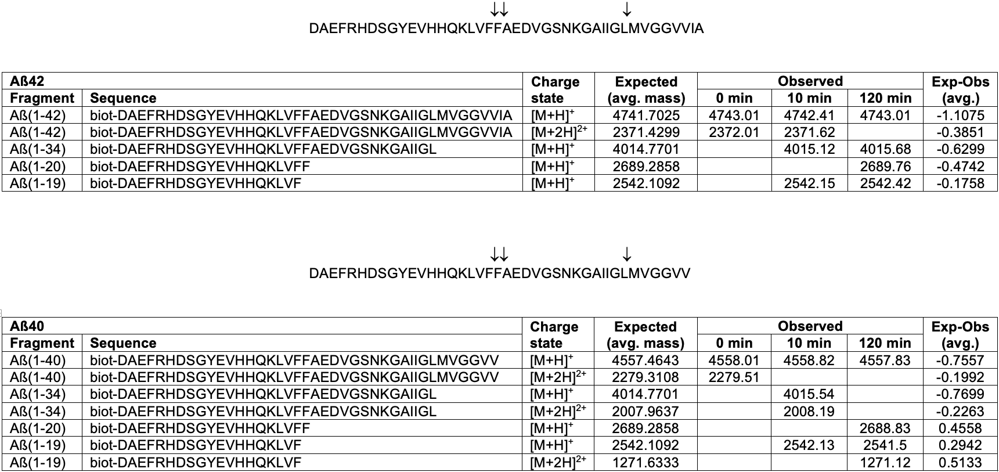 ↓↓ ↓
DAEFRHDSGYEVHHQKLVFFAEDVGSNKGAIIGLMVGGVVIA
Aß42 Charge state Expected (avg. mass) Observed Exp-Obs (avg.)
Fragment Sequence 0 min 10 min 120 min
Aß(1-42) biot-DAEFRHDSGYEVHHQKLVFFAEDVGSNKGAIIGLMVGGVVIA [M+H]⁺ 4741.7025 4743.01 4742.41 4743.01 -1.1075
Aß(1-42) biot-DAEFRHDSGYEVHHQKLVFFAEDVGSNKGAIIGLMVGGVVIA [M+2H]²⁺ 2371.4299 2372.01 2371.62 -0.3851
Aß(1-34) biot-DAEFRHDSGYEVHHQKLVFFAEDVGSNKGAIIGL [M+H]⁺ 4014.7701 4015.12 4015.68 -0.6299
Aß(1-20) biot-DAEFRHDSGYEVHHQKLVFF [M+H]⁺ 2689.2858 2689.76 -0.4742
Aß(1-19) biot-DAEFRHDSGYEVHHQKLVF [M+H]⁺ 2542.1092 2542.15 2542.42 -0.1758
↓↓ ↓
DAEFRHDSGYEVHHQKLVFFAEDVGSNKGAIIGLMVGGVV
Aß40 Charge state Expected (avg. mass) Observed Exp-Obs (avg.)
Fragment Sequence 0 min 10 min 120 min
Aß(1-40) biot-DAEFRHDSGYEVHHQKLVFFAEDVGSNKGAIIGLMVGGVV [M+H]⁺ 4557.4643 4558.01 4558.82 4557.83 -0.7557
Aß(1-40) biot-DAEFRHDSGYEVHHQKLVFFAEDVGSNKGAIIGLMVGGVV [M+2H]²⁺ 2279.3108 2279.51 -0.1992
Aß(1-34) biot-DAEFRHDSGYEVHHQKLVFFAEDVGSNKGAIIGL [M+H]⁺ 4014.7701 4015.54 -0.7699
Aß(1-34) biot-DAEFRHDSGYEVHHQKLVFFAEDVGSNKGAIIGL [M+2H]²⁺ 2007.9637 2008.19 -0.2263
Aß(1-20) biot-DAEFRHDSGYEVHHQKLVFF [M+H]⁺ 2689.2858 2688.83 0.4558
Aß(1-19) biot-DAEFRHDSGYEVHHQKLVF [M+H]⁺ 2542.1092 2542.13 2541.5 0.2942
Aß(1-19) biot-DAEFRHDSGYEVHHQKLVF [M+2H]²⁺ 1271.6333 1271.12 0.5133